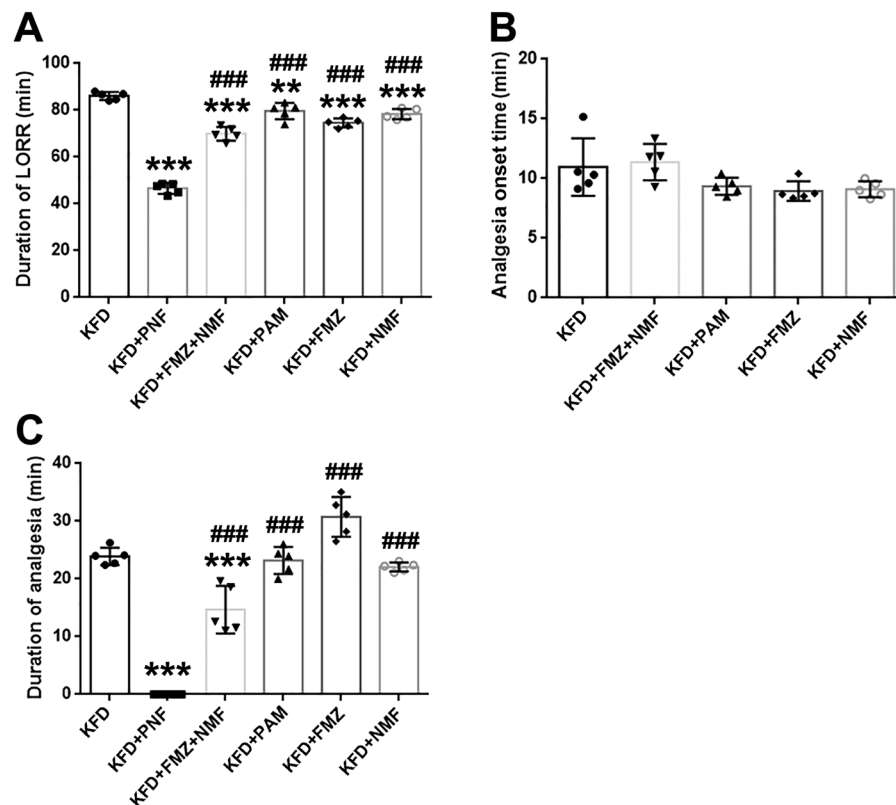 A
Duration of LORR (min)
100
80
60
40
20
0
***
###
***
###
**
###
***
###
***
KFD
KFD+PNF
KFD+FMZ+NMF
KFD+PAM
KFD+FMZ
KFD+NMF
B
Analgesia onset time (min)
20
15
10
5
0
KFD
KFD+FMZ+NMF
KFD+PAM
KFD+FMZ
KFD+NMF
C
Duration of analgesia (min)
40
30
20
10
0
***
###
***
###
###
###
KFD
KFD+PNF
KFD+FMZ+NMF
KFD+PAM
KFD+FMZ
KFD+NMF